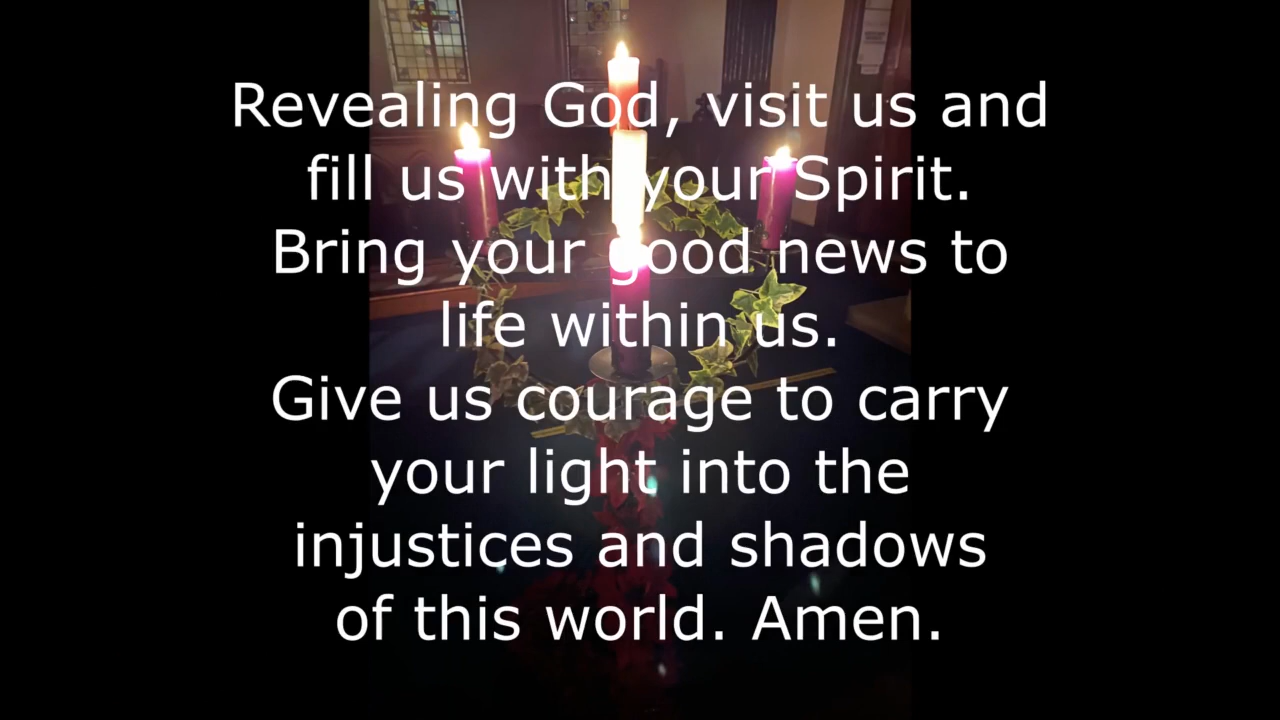 Revealing God, visit us and
fill us with your Spirit.
Bring your good news to
life within us.
Give us courage to carry
your light into the
injustices and shadows
of this world. Amen.